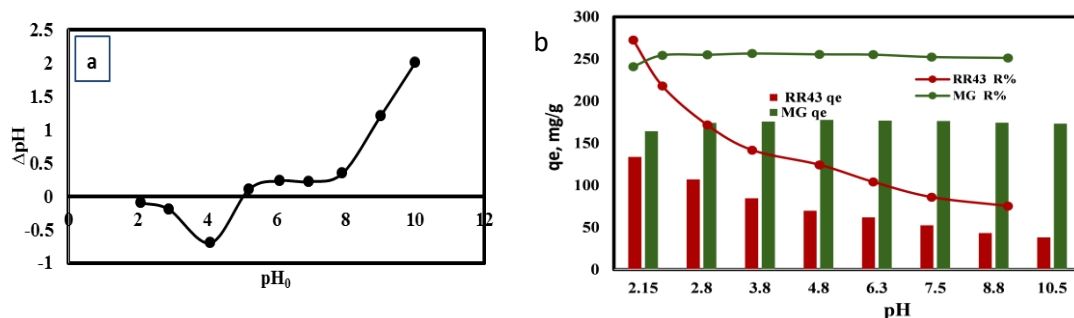 a
2.5
2
1.5
1
0.5
0
-0.5
-1
ΔpH
0 2 4 6 8 10 12
pH₀
b
300
250
200
150
100
50
0
qe, mg/g
RR43 R%
MG R%
RR43 qe
MG qe
2.15 2.8 3.8 4.8 6.3 7.5 8.8 10.5
pH